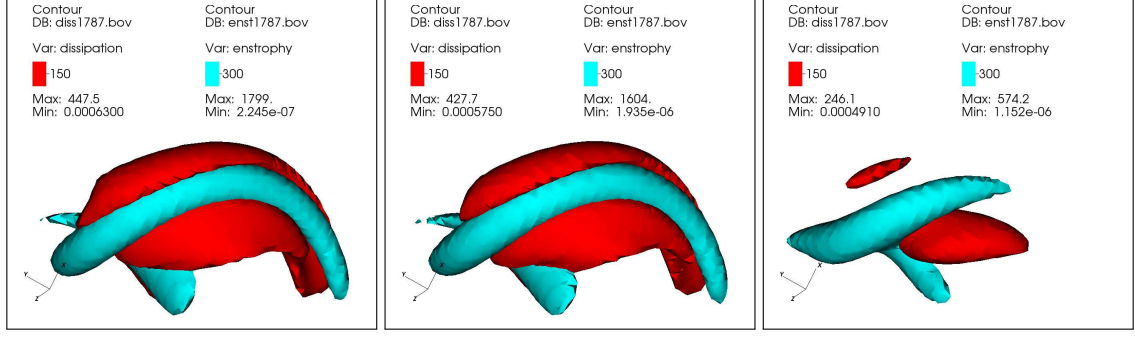 Contour
DB: diss1787.bov
Var: dissipation
150
Max: 447.5
Min: 0.0006300
Contour
DB: enst1787.bov
Var: enstrophy
300
Max: 1799.
Min: 2.245e-07
X
Y
Z
Contour
DB: diss1787.bov
Var: dissipation
150
Max: 427.7
Min: 0.0005750
Contour
DB: enst1787.bov
Var: enstrophy
300
Max: 1604.
Min: 1.935e-06
X
Y
Z
Contour
DB: diss1787.bov
Var: dissipation
150
Max: 246.1
Min: 0.0004910
Contour
DB: enst1787.bov
Var: enstrophy
300
Max: 574.2
Min: 1.152e-06
X
Y
Z